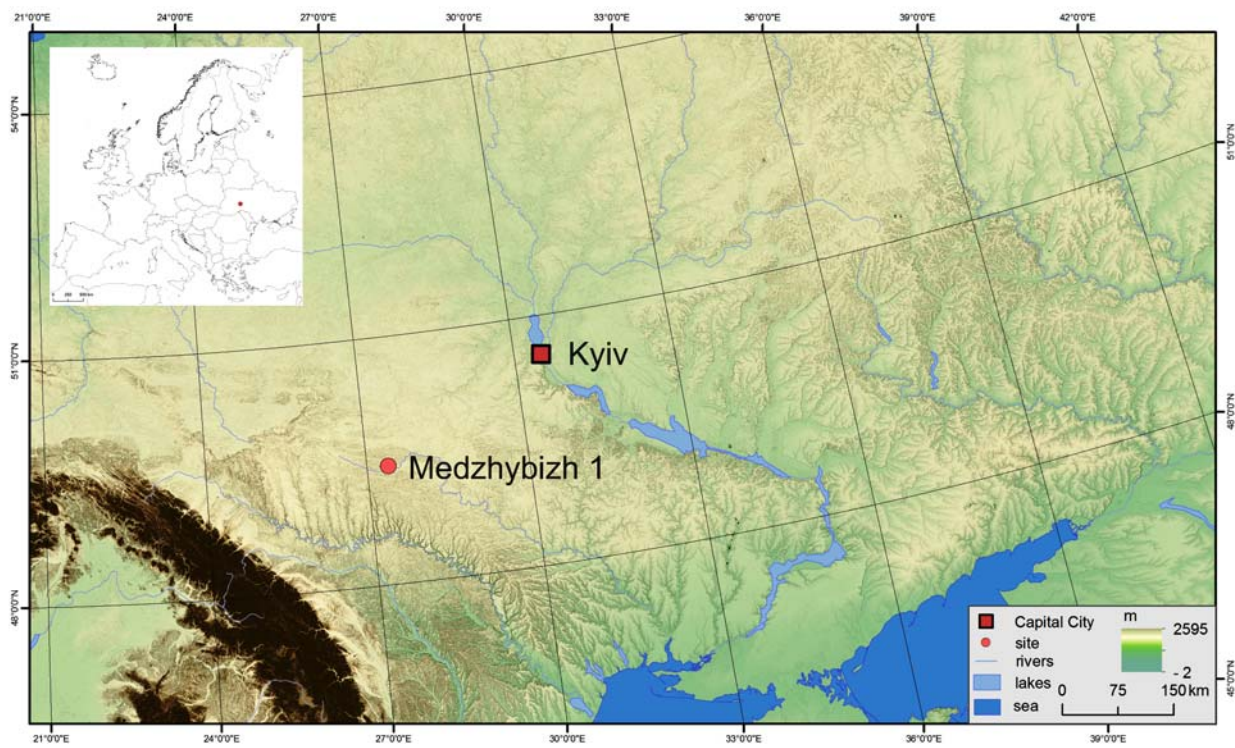 21°0'0"E 24°0'0"E 27°0'0"E 30°0'0"E 33°0'0"E 36°0'0"E 39°0'0"E 42°0'0"E
54°0'0"N
51°0'0"N
51°0'0"N
Kyiv
Medzhybizh 1
48°0'0"N
48°0'0"N
45°0'0"N
Capital City
site
rivers
lakes
sea
m
2595
- 2
0 75 150 km
21°0'0"E 24°0'0"E 27°0'0"E 30°0'0"E 33°0'0"E 36°0'0"E 39°0'0"E